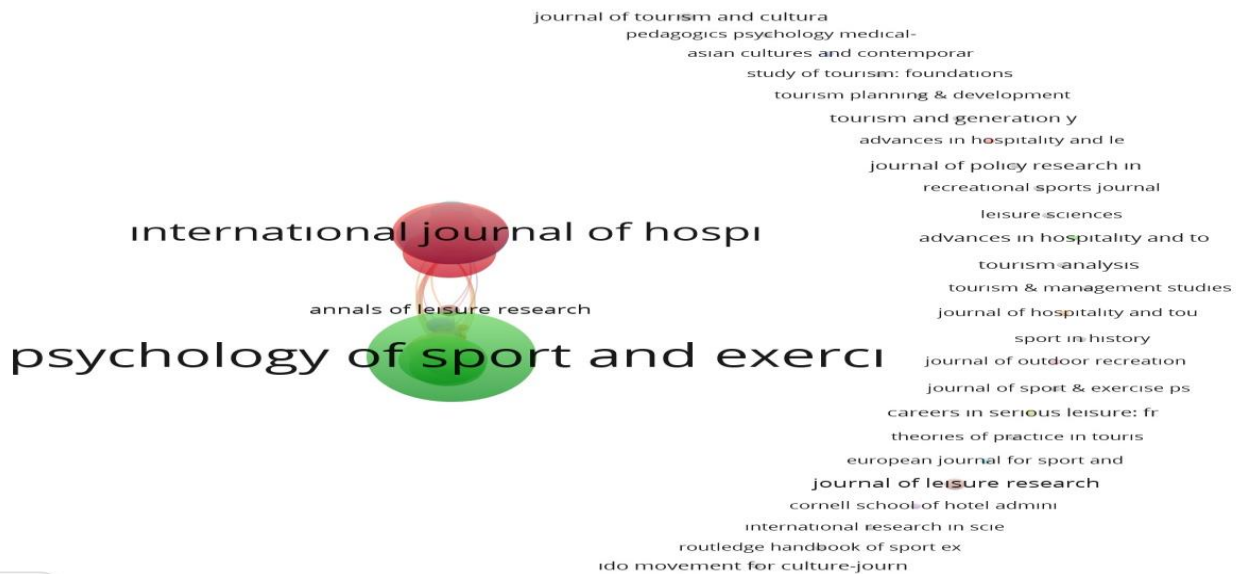 journal of tourism and cultura
pedagogics psychology medical-
asian cultures and contemporar
study of tourism: foundations
tourism planning & development
tourism and generation y
advances in hospitality and le
journal of policy research in
recreational sports journal
leisure sciences
international journal of hospi
advances in hospitality and to
tourism analysis
tourism & management studies
annals of leisure research
journal of hospitality and tou
sport in history
psychology of sport and exerci
journal of outdoor recreation
journal of sport & exercise ps
careers in serious leisure: fr
theories of practice in touris
european journal for sport and
journal of leisure research
cornell school of hotel admini
international research in scie
routledge handbook of sport ex
ido movement for culture-journ